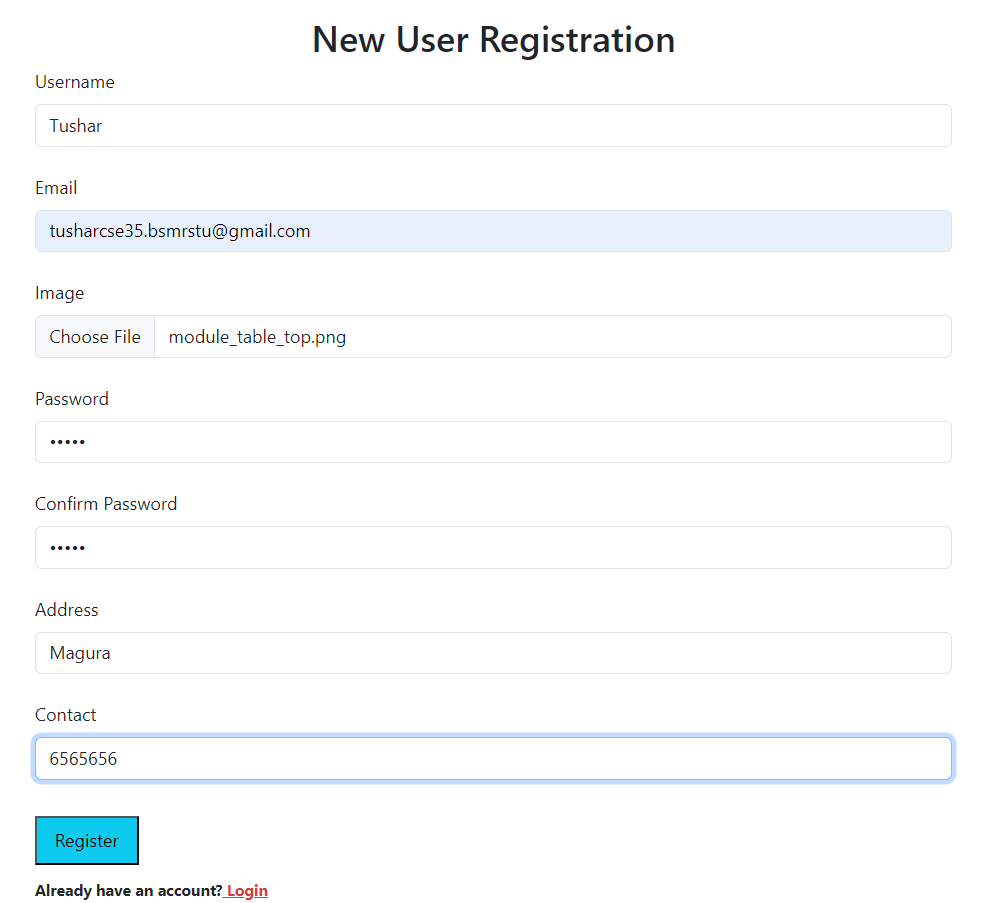 New User Registration
Username
Tushar
Email
tusharcse35.bsmrstu@gmail.com
Image
Choose File module_table_top.png
Password
•••••
Confirm Password
•••••
Address
Magura
Contact
6565656
Register
Already have an account? Login